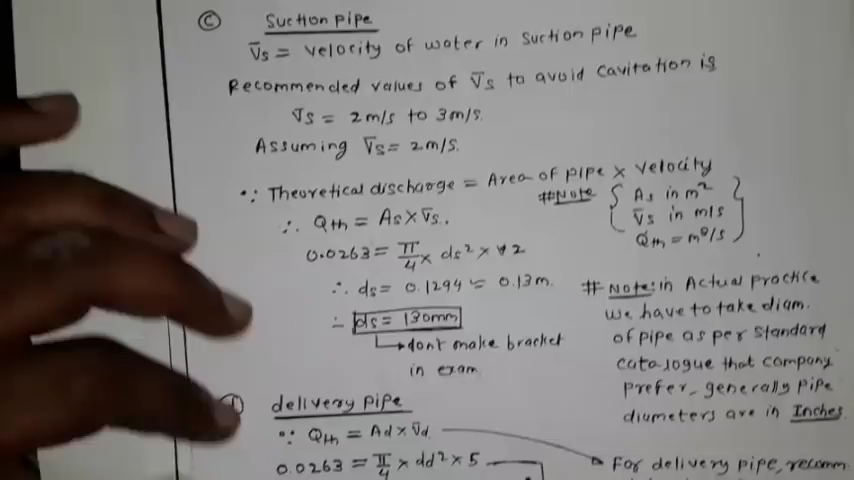 C Suction pipe
V̄s = velocity of water in suction pipe
Recommended values of V̄s to avoid cavitation is
V̄s = 2m/s to 3m/s.
Assuming V̄s = 2m/s.
∵ Theoretical discharge = Area of pipe × velocity
∴ Qth = As × V̄s.
#Note { As in m²
V̄s in m/s
Qth = m³/s }
0.0263 = π/4 × ds² × 2
∴ ds = 0.1294 ≈ 0.13m.
∴ ds = 130mm
→ don't make bracket
in exam
# Note: in Actual practice
we have to take diam.
of pipe as per standard
catalogue that company
prefer, generally pipe
diameters are in Inches.
delivery pipe
∵ Qth = Ad × V̄d.
0.0263 = π/4 × dd² × 5
For delivery pipe, recomm